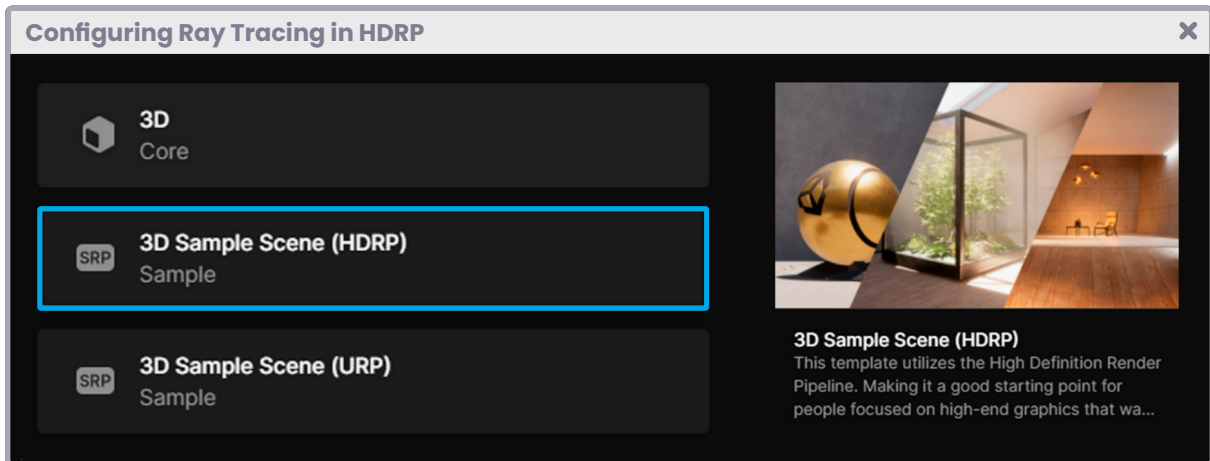 Configuring Ray Tracing in HDRP
3D
Core
SRP
3D Sample Scene (HDRP)
Sample
SRP
3D Sample Scene (URP)
Sample
3D Sample Scene (HDRP)
This template utilizes the High Definition Render
Pipeline. Making it a good starting point for
people focused on high-end graphics that wa...